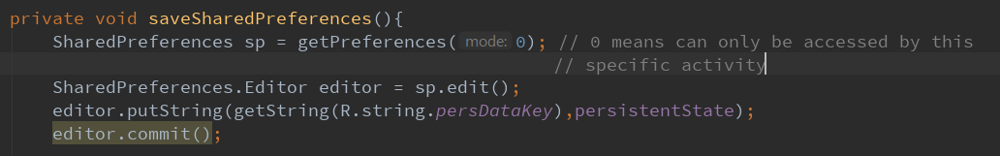 private void saveSharedPreferences(){
SharedPreferences sp = getPreferences( mode: 0); // 0 means can only be accessed by this
// specific activity
SharedPreferences.Editor editor = sp.edit();
editor.putString(getString(R.string.persDataKey),persistentState);
editor.commit();